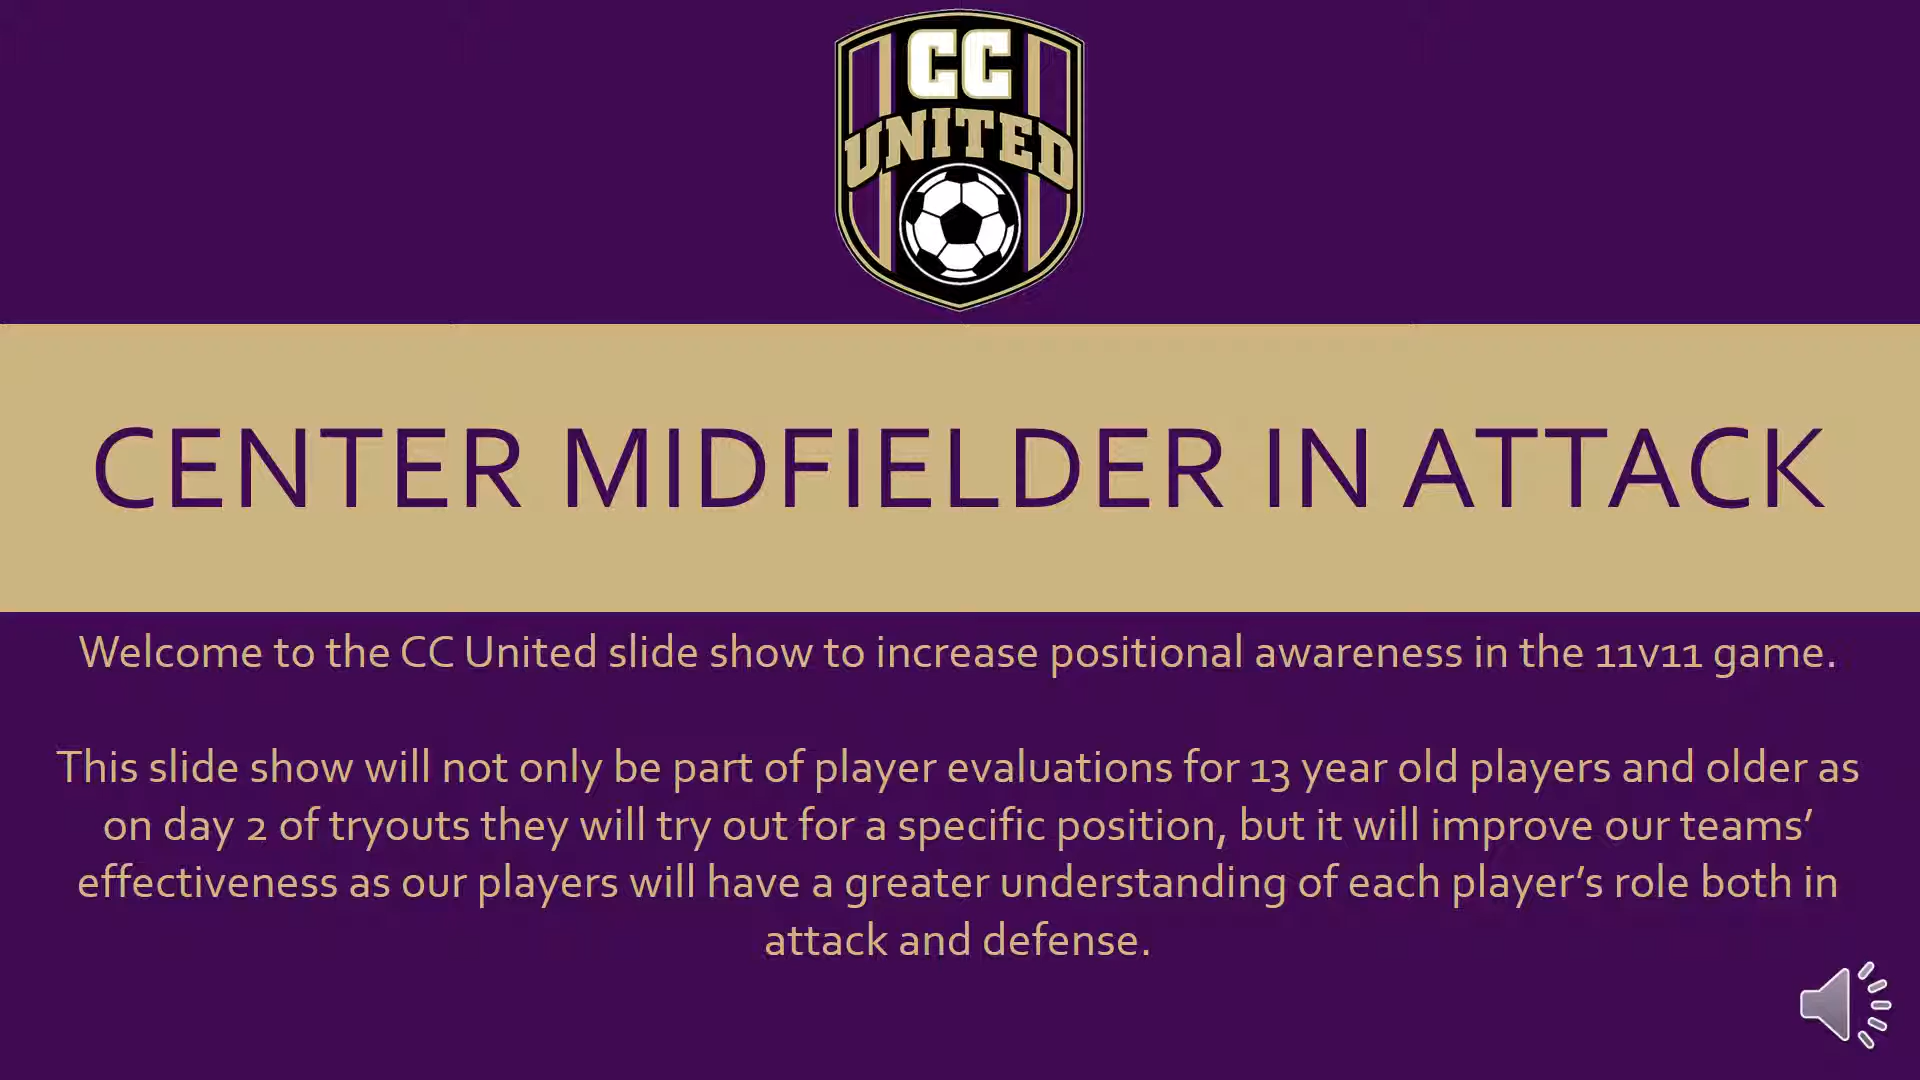 CC
UNITED
CENTER MIDFIELDER IN ATTACK
Welcome to the CC United slide show to increase positional awareness in the 11v11 game.
This slide show will not only be part of player evaluations for 13 year old players and older as
on day 2 of tryouts they will try out for a specific position, but it will improve our teams’
effectiveness as our players will have a greater understanding of each player’s role both in
attack and defense.